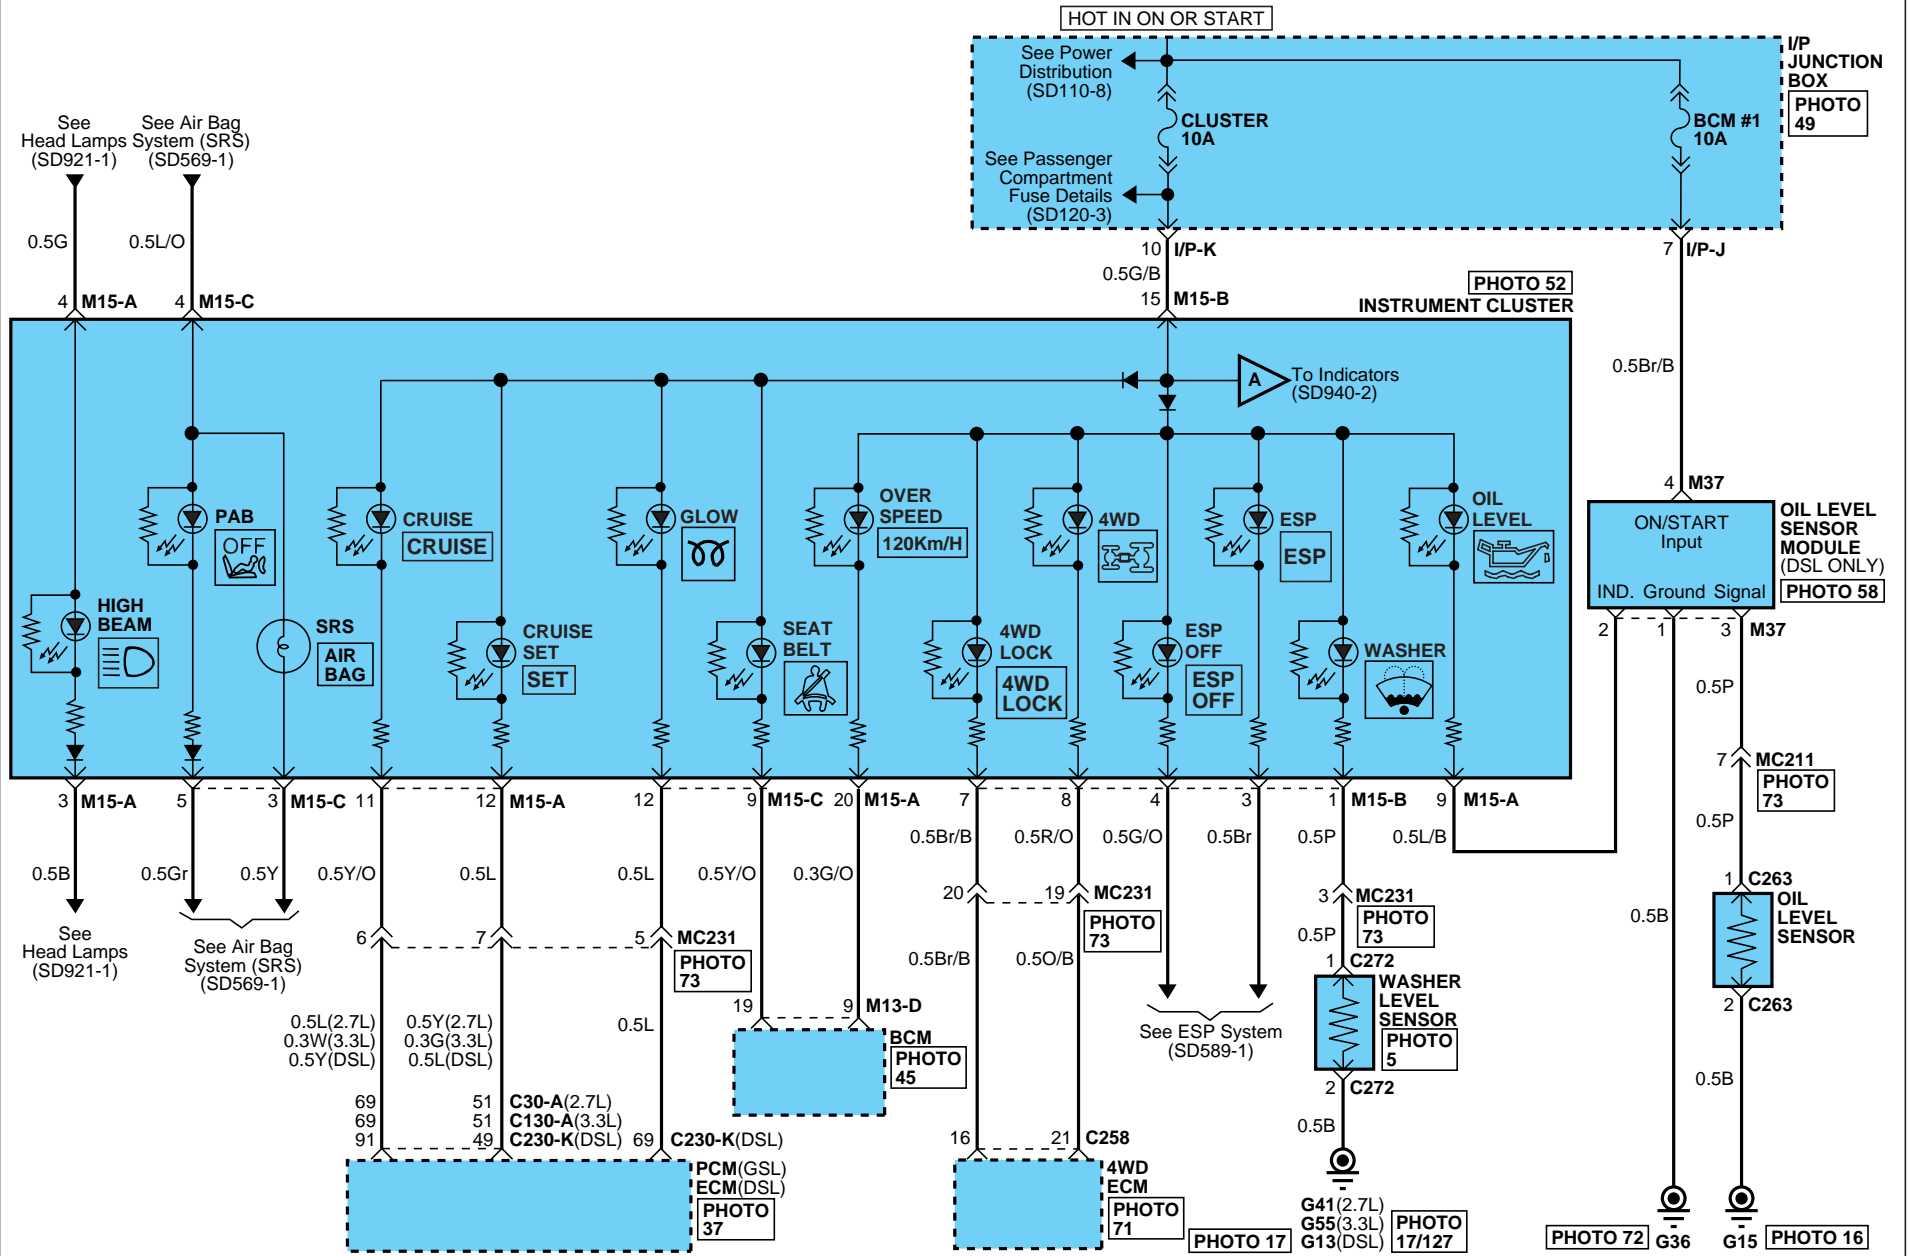 HOT IN ON OR START
See Power
Distribution
(SD110-8)
I/P
JUNCTION
BOX
PHOTO
49
CLUSTER
10A
BCM #1
10A
See Passenger
Compartment
Fuse Details
(SD120-3)
See
Head Lamps
(SD921-1)
See Air Bag
System (SRS)
(SD569-1)
0.5G
0.5L/O
10 I/P-K
7 I/P-J
0.5G/B
4 M15-A
4 M15-C
15 M15-B
PHOTO 52
INSTRUMENT CLUSTER
0.5Br/B
A
To Indicators
(SD940-2)
PAB
OFF
CRUISE
CRUISE
GLOW
OVER
SPEED
120Km/H
4WD
ESP
ESP
OIL
LEVEL
HIGH
BEAM
SRS
AIR
BAG
CRUISE
SET
SET
SEAT
BELT
4WD
LOCK
4WD
LOCK
ESP
OFF
ESP
OFF
WASHER
4 M37
ON/START
Input
IND. Ground Signal
OIL LEVEL
SENSOR
MODULE
(DSL ONLY)
PHOTO 58
2 1 3 M37
3 M15-A
5 3 M15-C
11 12 M15-A
12 9 M15-C
20 M15-A
7 8 4 3 1 M15-B
9 M15-A
0.5B
0.5Gr
0.5Y
0.5Y/O
0.5L
0.5L
0.5Y/O
0.3G/O
0.5Br/B
0.5R/O
0.5G/O
0.5Br
0.5P
0.5L/B
0.5P
7 MC211
PHOTO
73
0.5P
1 C263
OIL
LEVEL
SENSOR
2 C263
0.5B
0.5B
See
Head Lamps
(SD921-1)
See Air Bag
System (SRS)
(SD569-1)
6 7 5 MC231
PHOTO
73
20 19 MC231
PHOTO
73
3 MC231
PHOTO
73
0.5P
1 C272
WASHER
LEVEL
SENSOR
PHOTO
5
2 C272
0.5B
0.5Br/B
0.5O/B
See ESP System
(SD589-1)
0.5L(2.7L)
0.3W(3.3L)
0.5Y(DSL)
0.5Y(2.7L)
0.3G(3.3L)
0.5L(DSL)
0.5L
19 9 M13-D
BCM
PHOTO
45
69 51 C30-A(2.7L)
69 51 C130-A(3.3L)
91 49 C230-K(DSL)
69 C230-K(DSL)
PCM(GSL)
ECM(DSL)
PHOTO
37
16 21 C258
4WD
ECM
PHOTO
71
PHOTO 17
G41(2.7L)
G55(3.3L)
G13(DSL)
PHOTO
17/127
PHOTO 72
G36
G15
PHOTO 16